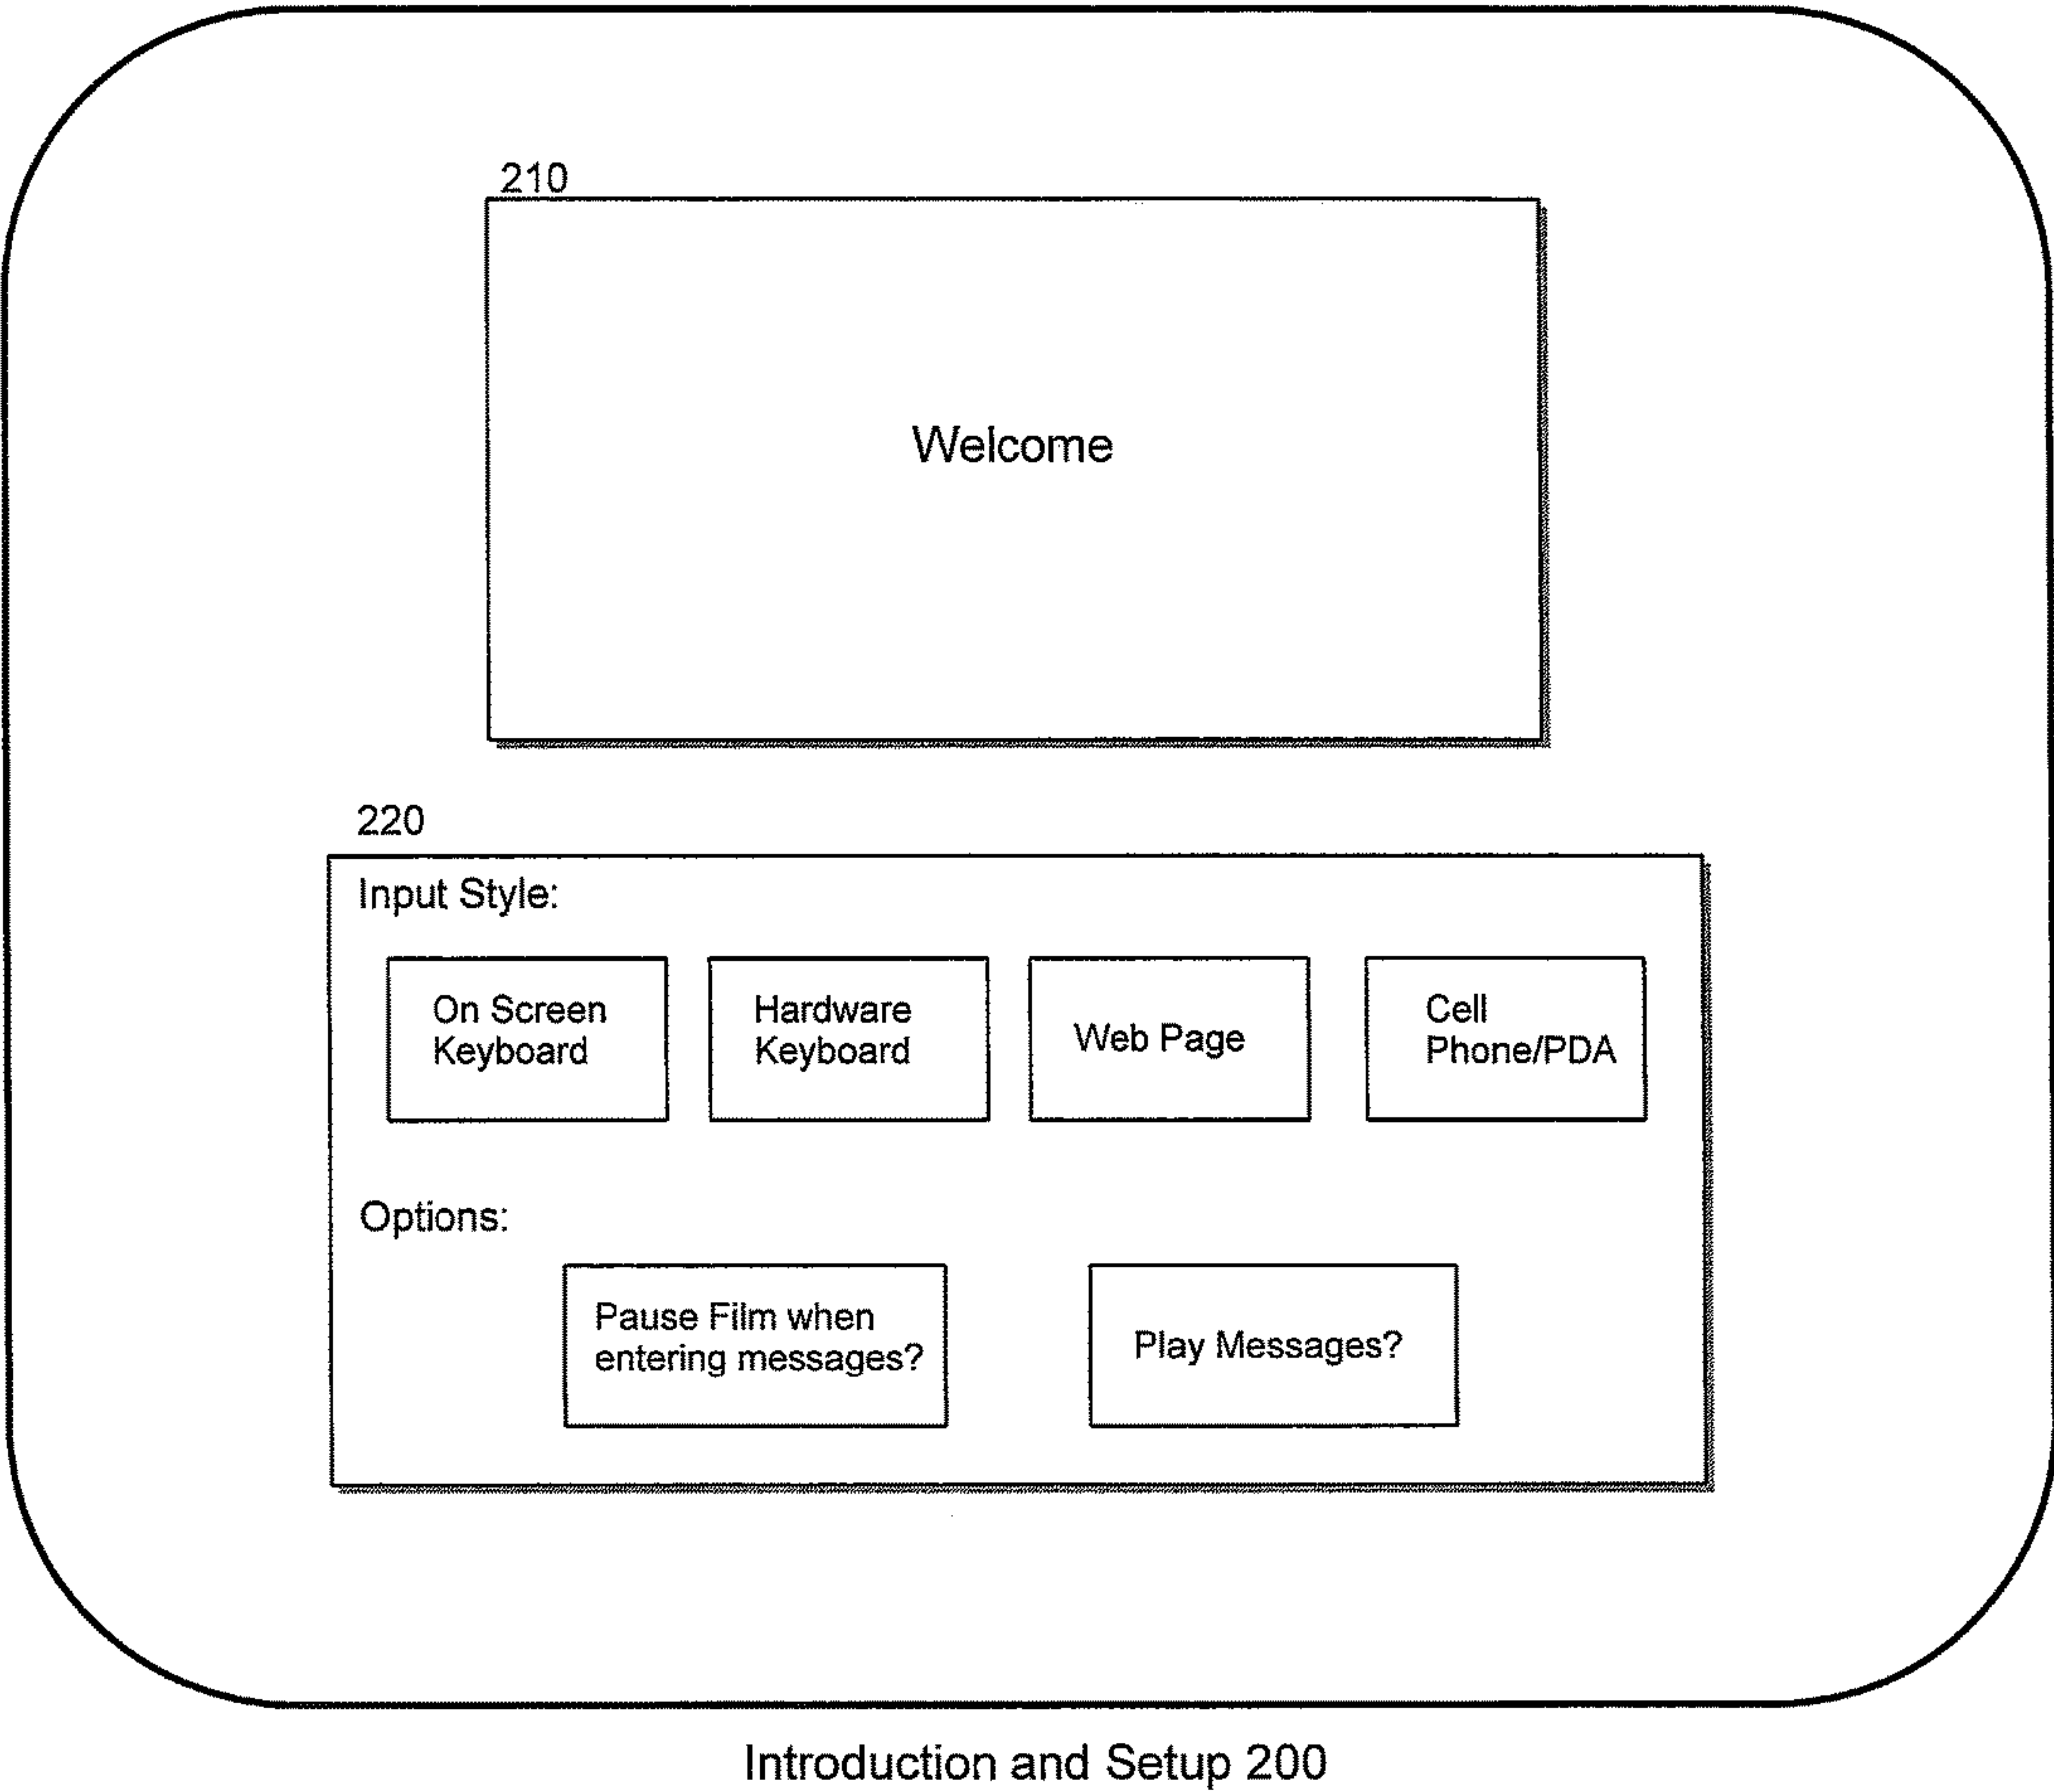 210
Welcome
220
Input Style:
On Screen
Keyboard
Hardware
Keyboard
Web Page
Cell
Phone/PDA
Options:
Pause Film when
entering messages?
Play Messages?
Introduction and Setup 200